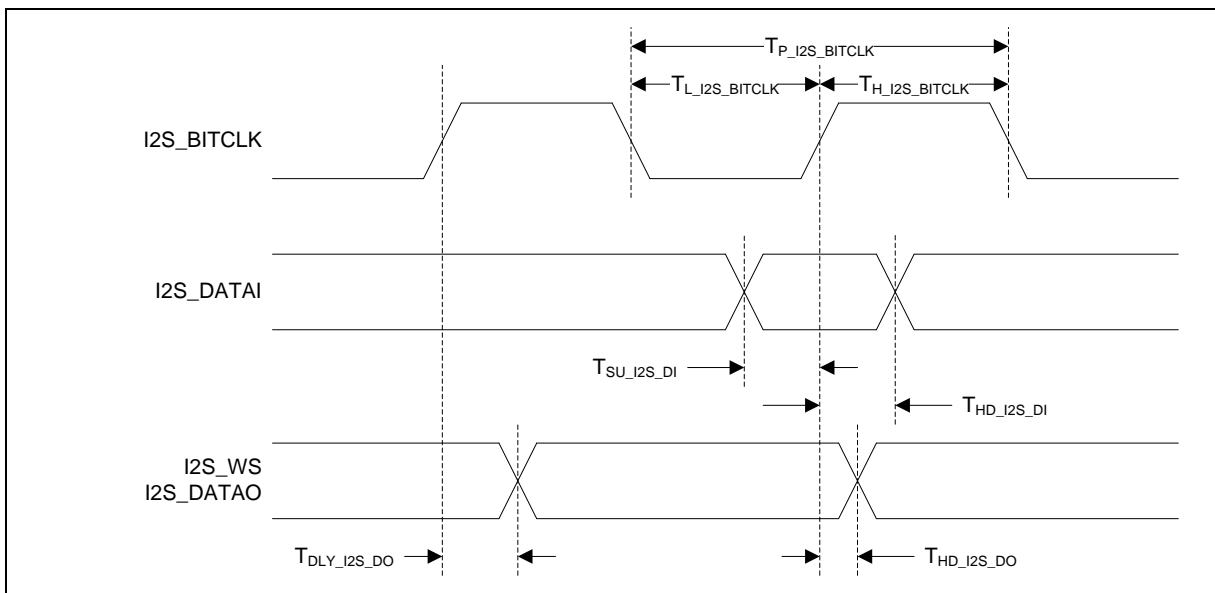 T_P_I2S_BITCLK
T_L_I2S_BITCLK T_H_I2S_BITCLK
I2S_BITCLK
I2S_DATAI
T_SU_I2S_DI
T_HD_I2S_DI
I2S_WS
I2S_DATAO
T_DLY_I2S_DO T_HD_I2S_DO